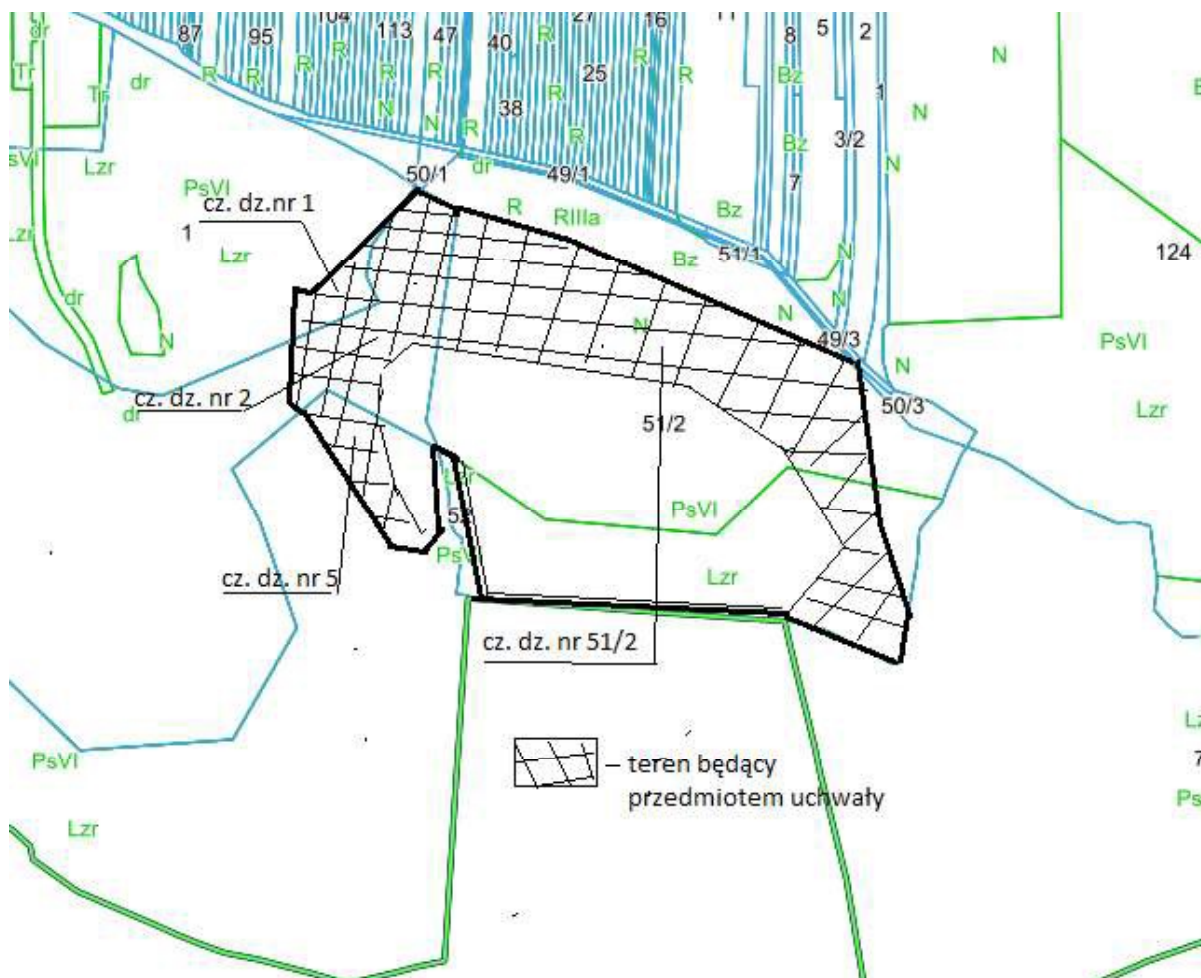 104
113
47
40
27
16
5
2
87
95
8
dr
R
R
R
R
R
R
R
R
25
Bz
N
Tr
dr
Tr
N
38
1
N
N
R
R
Bz
3/2
N
Lzr
dr
50/1
49/1
7
PsVI
cz. dz.nr 1
R
RIIIa
Bz
1
Lzr
Bz
51/1
N
124
dr
N
N
N
N
49/3
PsVI
N
cz. dz. nr 2
dr
51/2
50/3
Lzr
PsVI
cz. dz. nr 5
Lzr
cz. dz. nr 51/2
PsVI
– teren będący
przedmiotem uchwały
Lzr